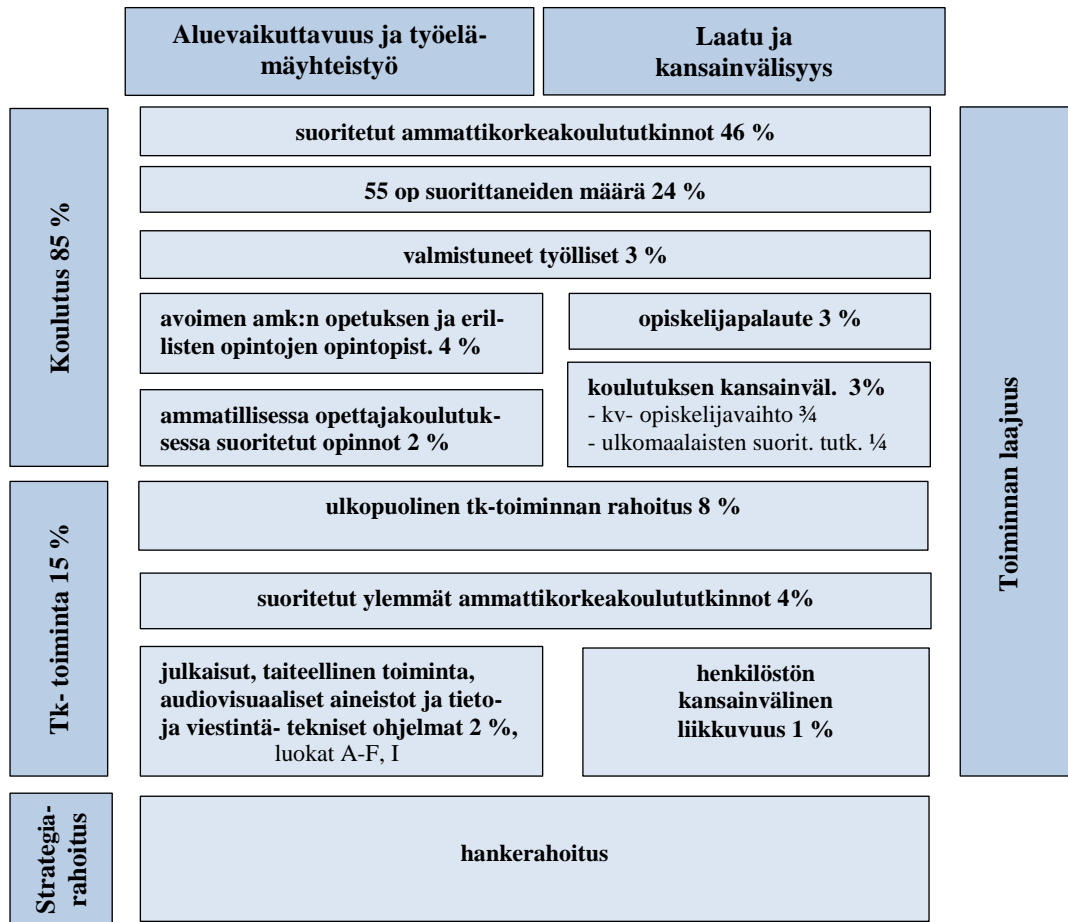 Aluevaikuttavuus ja työelä-
mäyhteistyö
Laatu ja
kansainvälisyys
Koulutus 85 %
suoritetut ammattikorkeakoulututkinnot 46 %
55 op suorittaneiden määrä 24 %
valmistuneet työlliset 3 %
avoimen amk:n opetuksen ja eril-
listen opintojen opintopist. 4 %
opiskelijapalaute 3 %
ammatillisessa opettajakoulutuk-
sessa suoritetut opinnot 2 %
koulutuksen kansainväl. 3%
- kv- opiskelijavaihto ¾
- ulkomaalaisten suorit. tutk. ¼
Toiminnan laajuus
Tk- toiminta 15 %
ulkopuolinen tk-toiminnan rahoitus 8 %
suoritetut ylemmät ammattikorkeakoulututkinnot 4%
julkaisut, taiteellinen toiminta,
audiovisuaaliset aineistot ja tieto-
ja viestintä- tekniset ohjelmat 2 %,
luokat A-F, I
henkilöstön
kansainvälinen
liikkuvuus 1 %
Strategia-
rahoitus
hankerahoitus